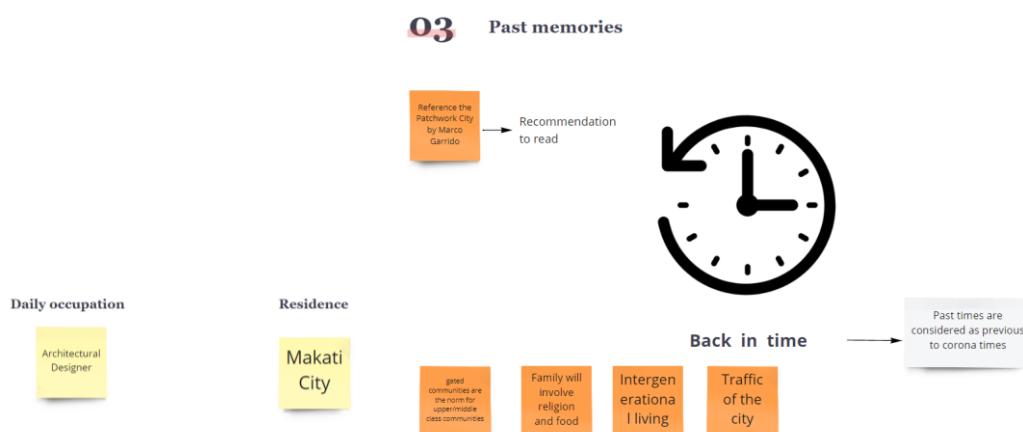 03 Past memories
Reference the
Patchwork City
by Marco
Garrido
Recommendation
to read
Daily occupation
Architectural
Designer
Residence
Makati
City
Back in time
Past times are
considered as previous
to corona times
gated
communities are
the norm for
upper/middle
class communities
Family will
involve
religion
and food
Intergen
erationa
l living
Traffic
of the
city